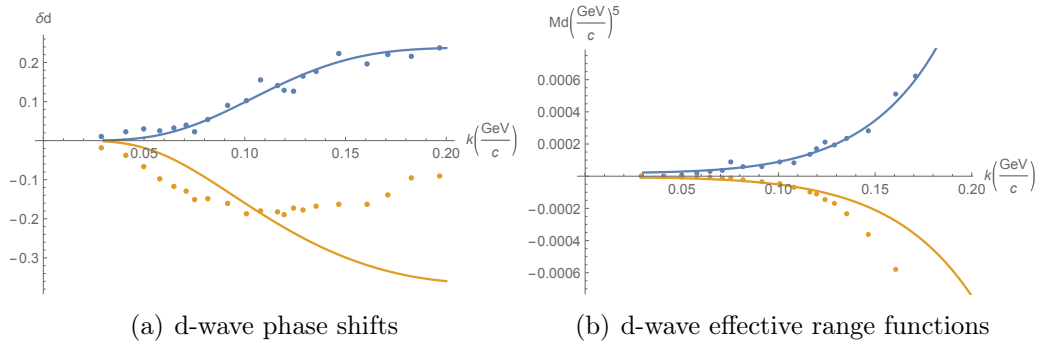 δd
0.2
0.1
0.05 0.10 0.15 0.20
k(GeV/c)
−0.1
−0.2
−0.3
(a) d-wave phase shifts
Md(GeV/c)^5
0.0006
0.0004
0.0002
0.05 0.10 0.15 0.20
k(GeV/c)
−0.0002
−0.0004
−0.0006
(b) d-wave effective range functions